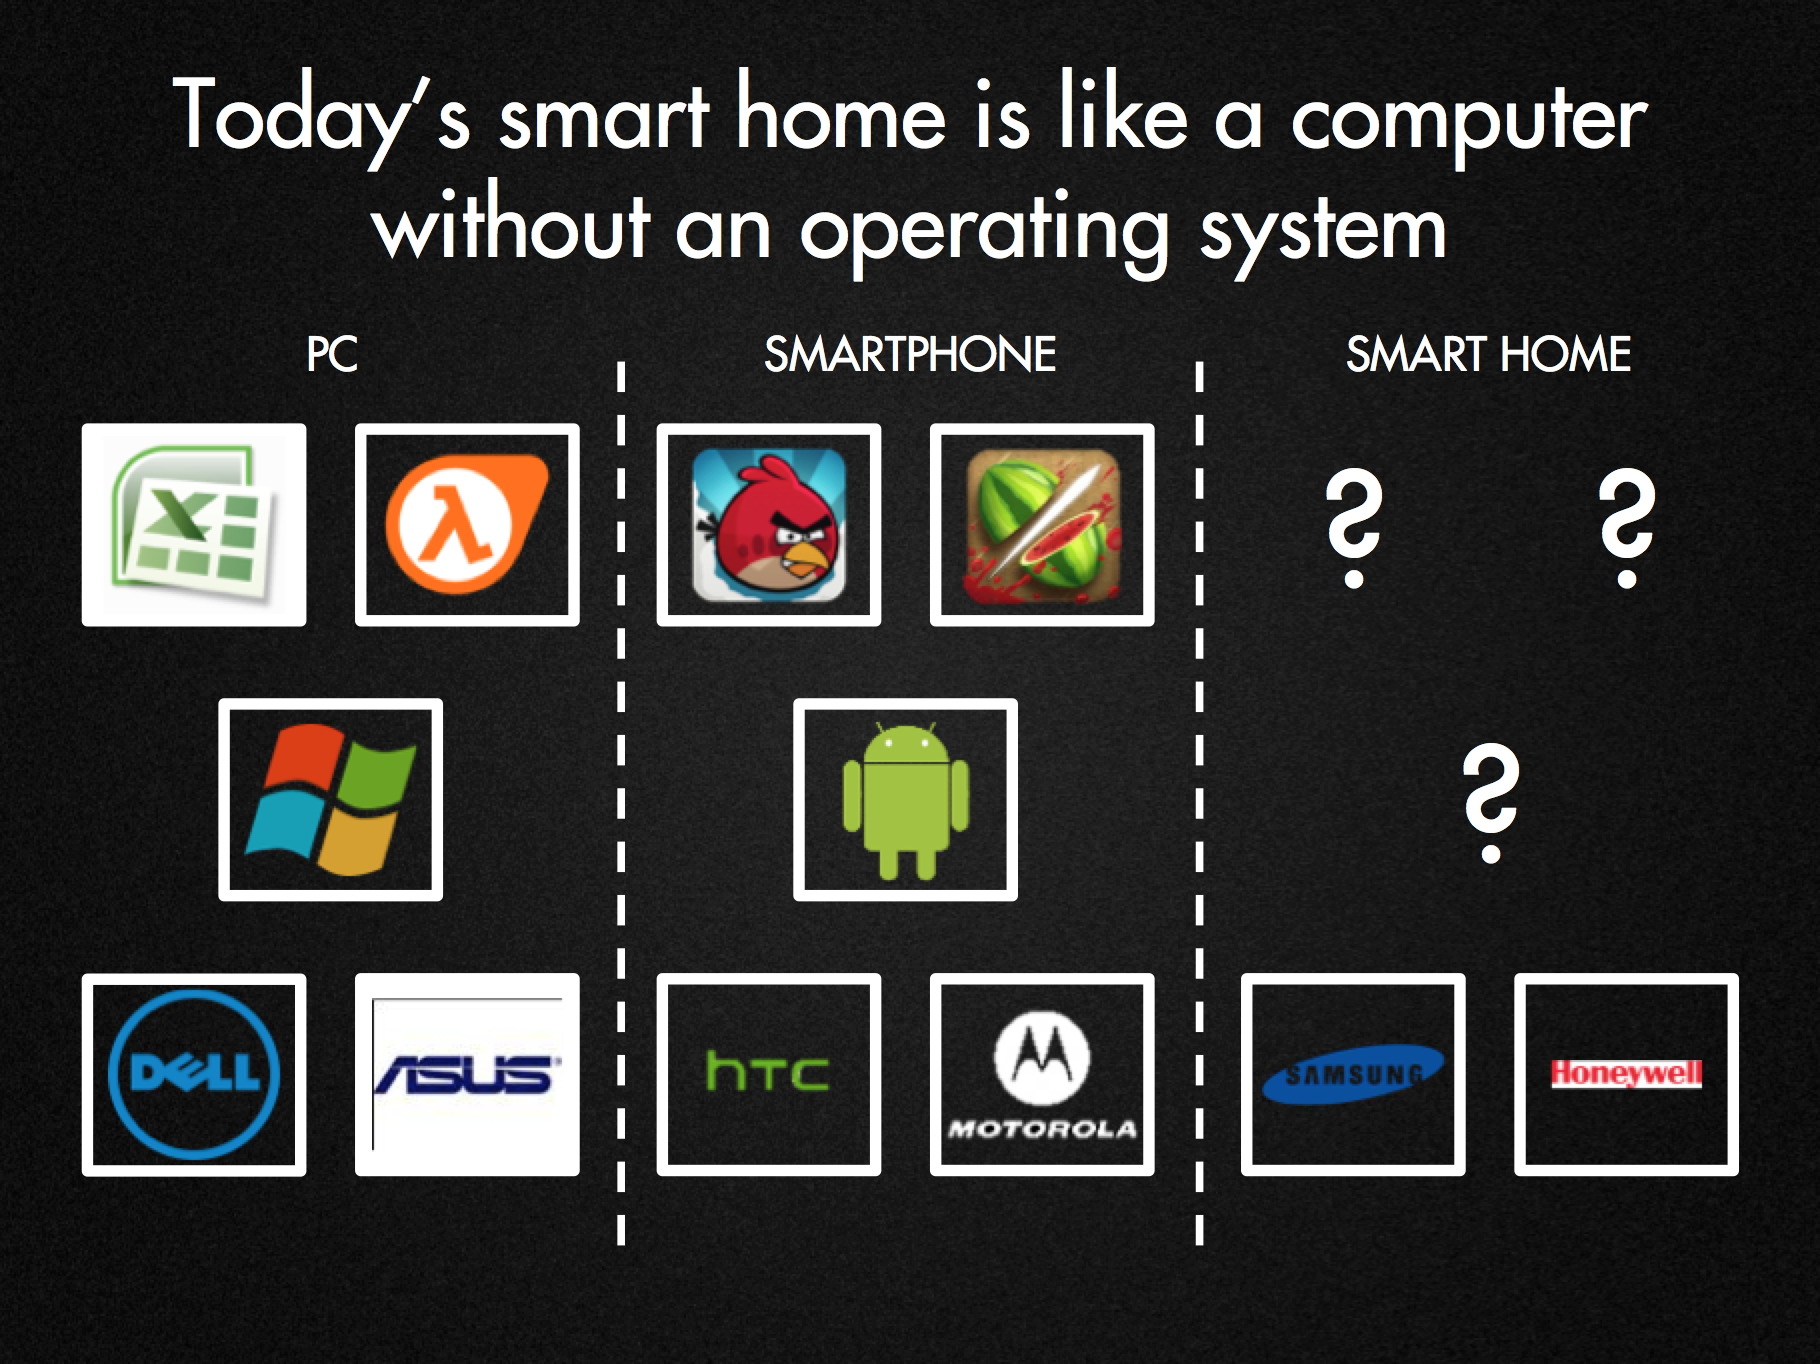 Today’s smart home is like a computer
without an operating system
PC
SMARTPHONE
SMART HOME
X
λ
? ?
?
DELL
ASUS
hTC
MOTOROLA
SAMSUNG
Honeywell